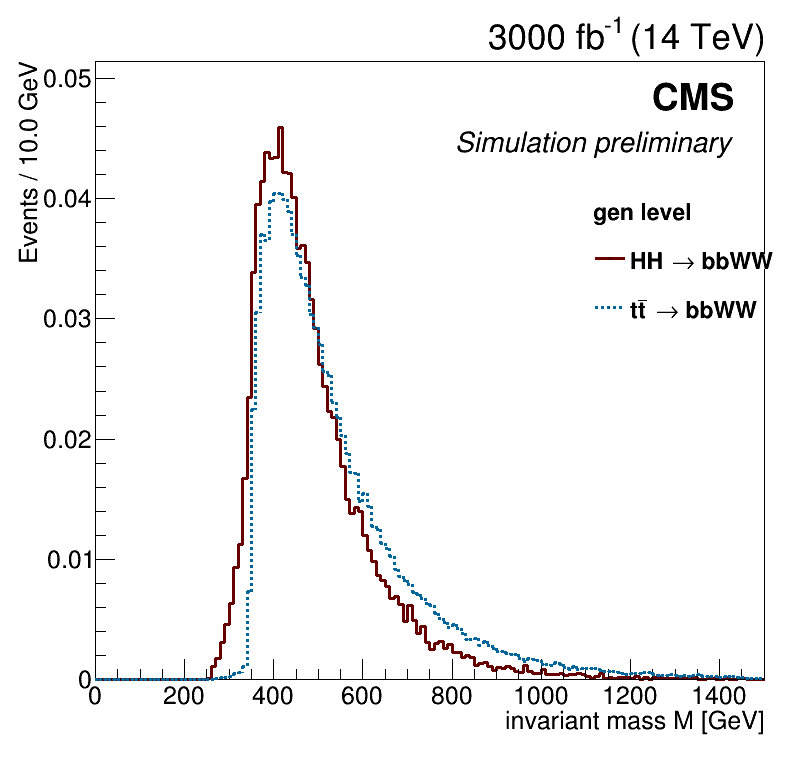 3000 fb-1 (14 TeV)
CMS
Simulation preliminary
gen level
HH → bbWW
tt̄ → bbWW
Events / 10.0 GeV
0.05
0.04
0.03
0.02
0.01
0
0 200 400 600 800 1000 1200 1400
invariant mass M [GeV]